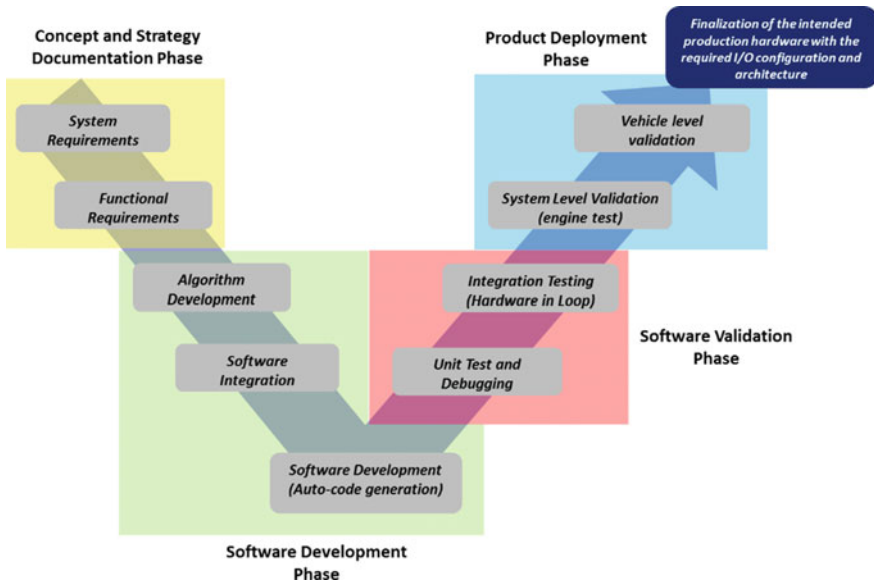 Concept and Strategy
Documentation Phase
Product Deployment
Phase
Finalization of the intended
production hardware with the
required I/O configuration and
architecture
System
Requirements
Vehicle level
validation
Functional
Requirements
System Level Validation
(engine test)
Algorithm
Development
Integration Testing
(Hardware in Loop)
Software Validation
Phase
Software
Integration
Unit Test and
Debugging
Software Development
(Auto-code generation)
Software Development
Phase